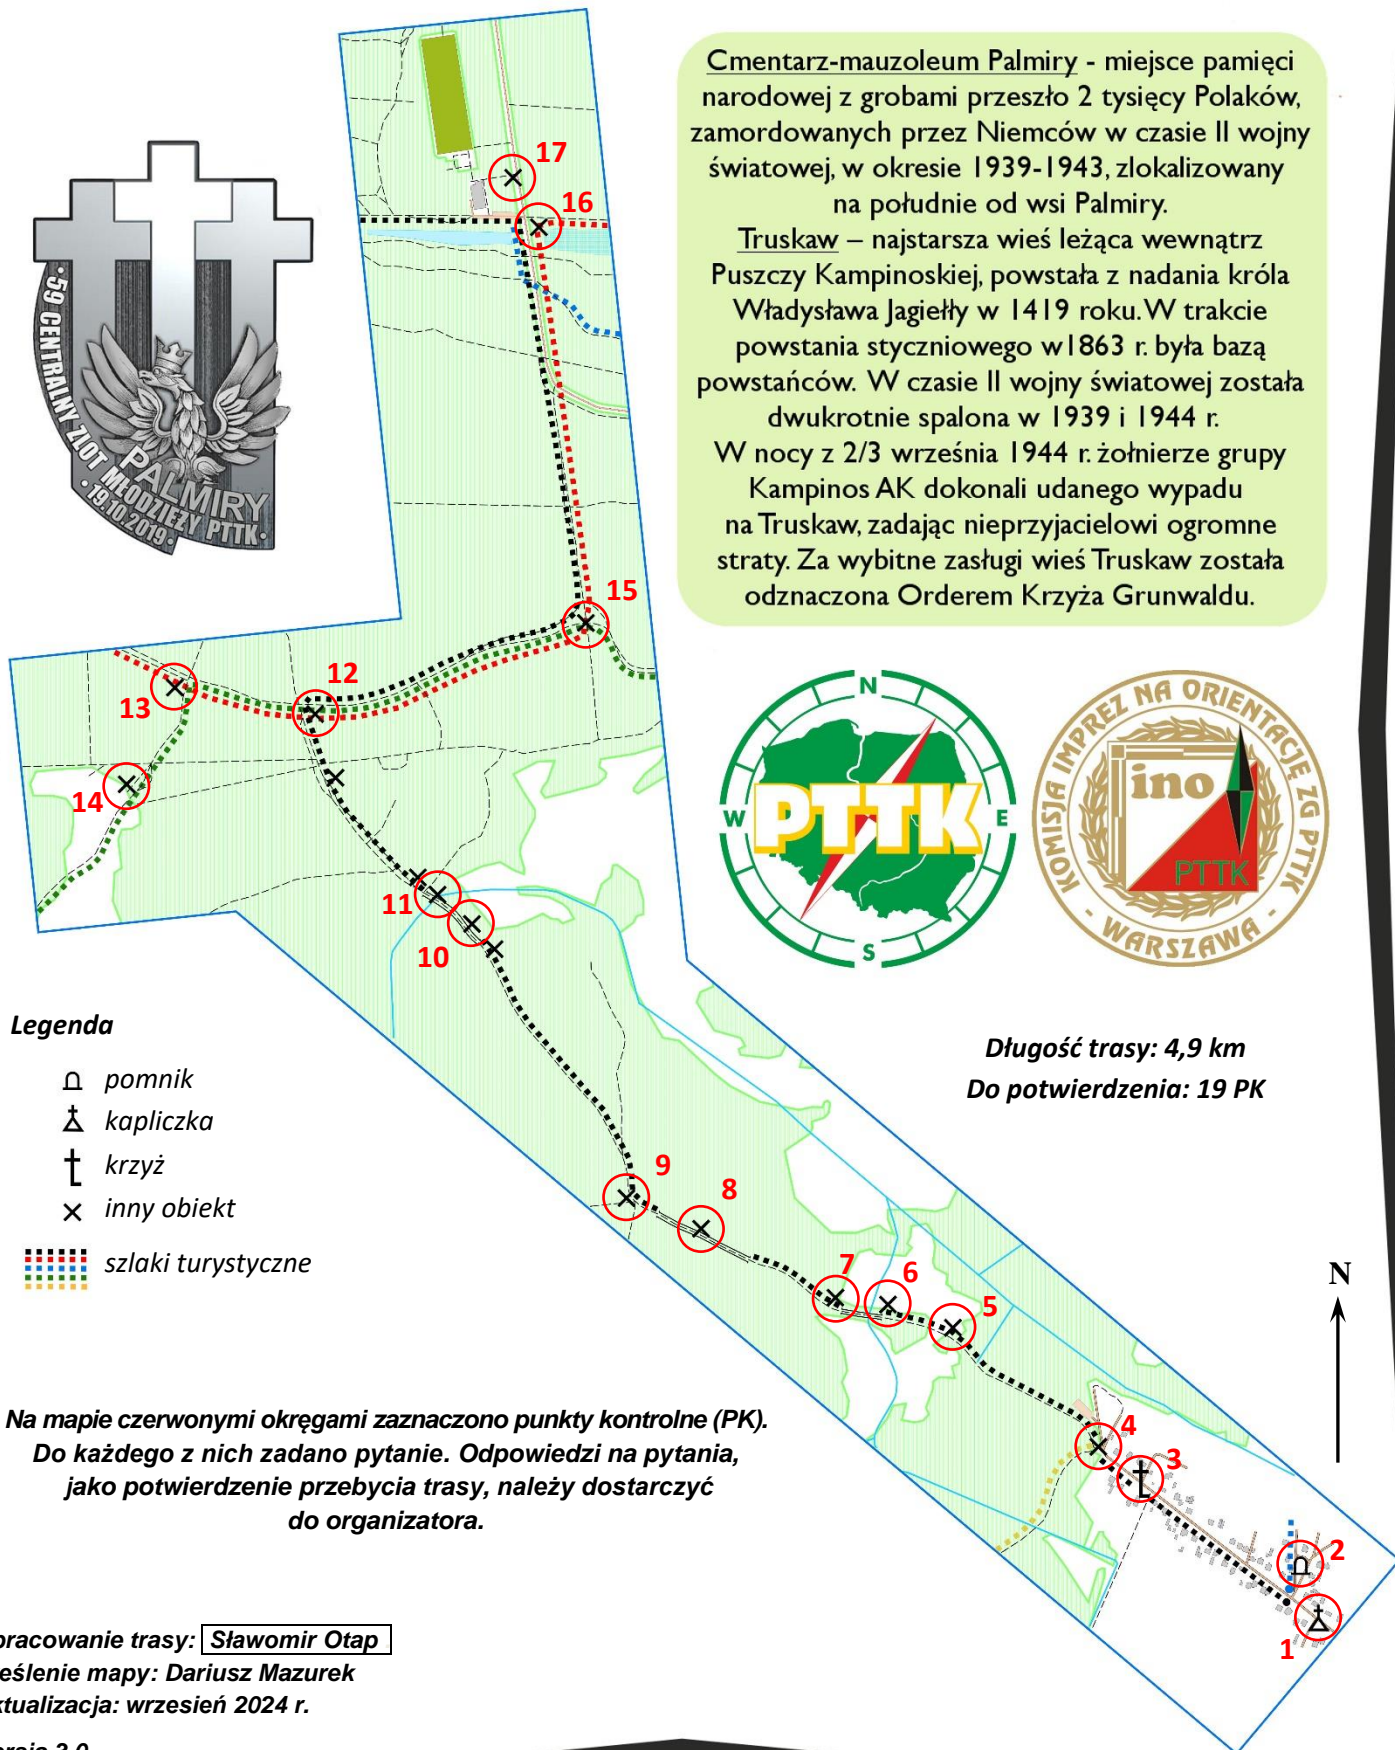 Cmentarz-mauzoleum Palmiry - miejsce pamięci
narodowej z grobami przeszło 2 tysięcy Polaków,
zamordowanych przez Niemców w czasie II wojny
światowej, w okresie 1939-1943, zlokalizowany
na południe od wsi Palmiry.
Truskaw – najstarsza wieś leżąca wewnątrz
Puszczy Kampinoskiej, powstała z nadania króla
Władysława Jagiełły w 1419 roku. W trakcie
powstania styczniowego w1863 r. była bazą
powstańców. W czasie II wojny światowej została
dwukrotnie spalona w 1939 i 1944 r.
W nocy z 2/3 września 1944 r. żołnierze grupy
Kampinos AK dokonali udanego wypadu
na Truskaw, zadając nieprzyjacielowi ogromne
straty. Za wybitne zasługi wieś Truskaw została
odznaczona Orderem Krzyża Grunwaldu.
·59 CENTRALNY ZLOT MŁODZIEŻY PTTK·
PALMIRY
·19.10.2019·
17
16
15
12
13
14
11
10
9
8
7
6
5
4
3
2
1
N
W
PTTK
E
S
KOMISJA IMPREZ NA ORIENTACJĘ ZG PTTK
ino
PTTK
- WARSZAWA -
Długość trasy: 4,9 km
Do potwierdzenia: 19 PK
Legenda
pomnik
kapliczka
krzyż
inny obiekt
szlaki turystyczne
N
Na mapie czerwonymi okręgami zaznaczono punkty kontrolne (PK).
Do każdego z nich zadano pytanie. Odpowiedzi na pytania,
jako potwierdzenie przebycia trasy, należy dostarczyć
do organizatora.
pracowanie trasy: Sławomir Otap
eślenie mapy: Dariusz Mazurek
ktualizacja: wrzesień 2024 r.